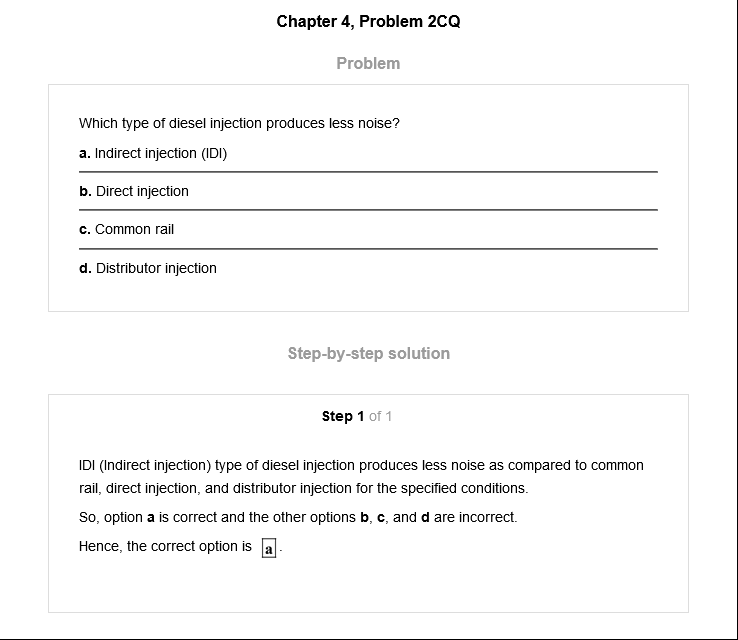 Chapter 4, Problem 2CQ
Problem
Which type of diesel injection produces less noise?
a. Indirect injection (IDI)
b. Direct injection
c. Common rail
d. Distributor injection
Step-by-step solution
Step 1 of 1
IDI (Indirect injection) type of diesel injection produces less noise as compared to common
rail, direct injection, and distributor injection for the specified conditions.
So, option a is correct and the other options b, c, and d are incorrect.
Hence, the correct option is a.